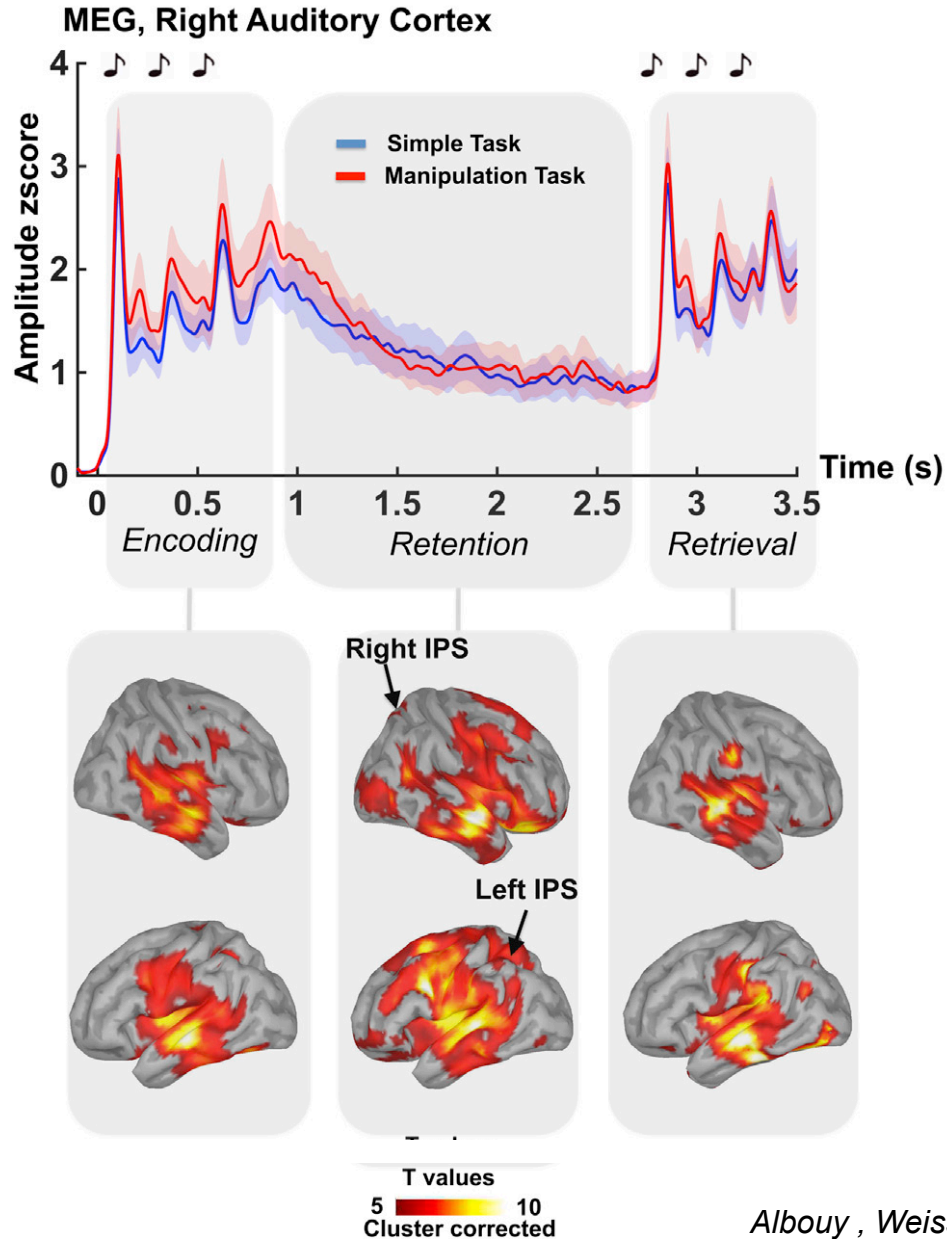 MEG, Right Auditory Cortex
4
3
2
1
0
Amplitude zscore
Simple Task
Manipulation Task
0 0.5 1 1.5 2 2.5 3 3.5
Time (s)
Encoding Retention Retrieval
Right IPS
Left IPS
T values
5 10
Cluster corrected
Albouy , Weis